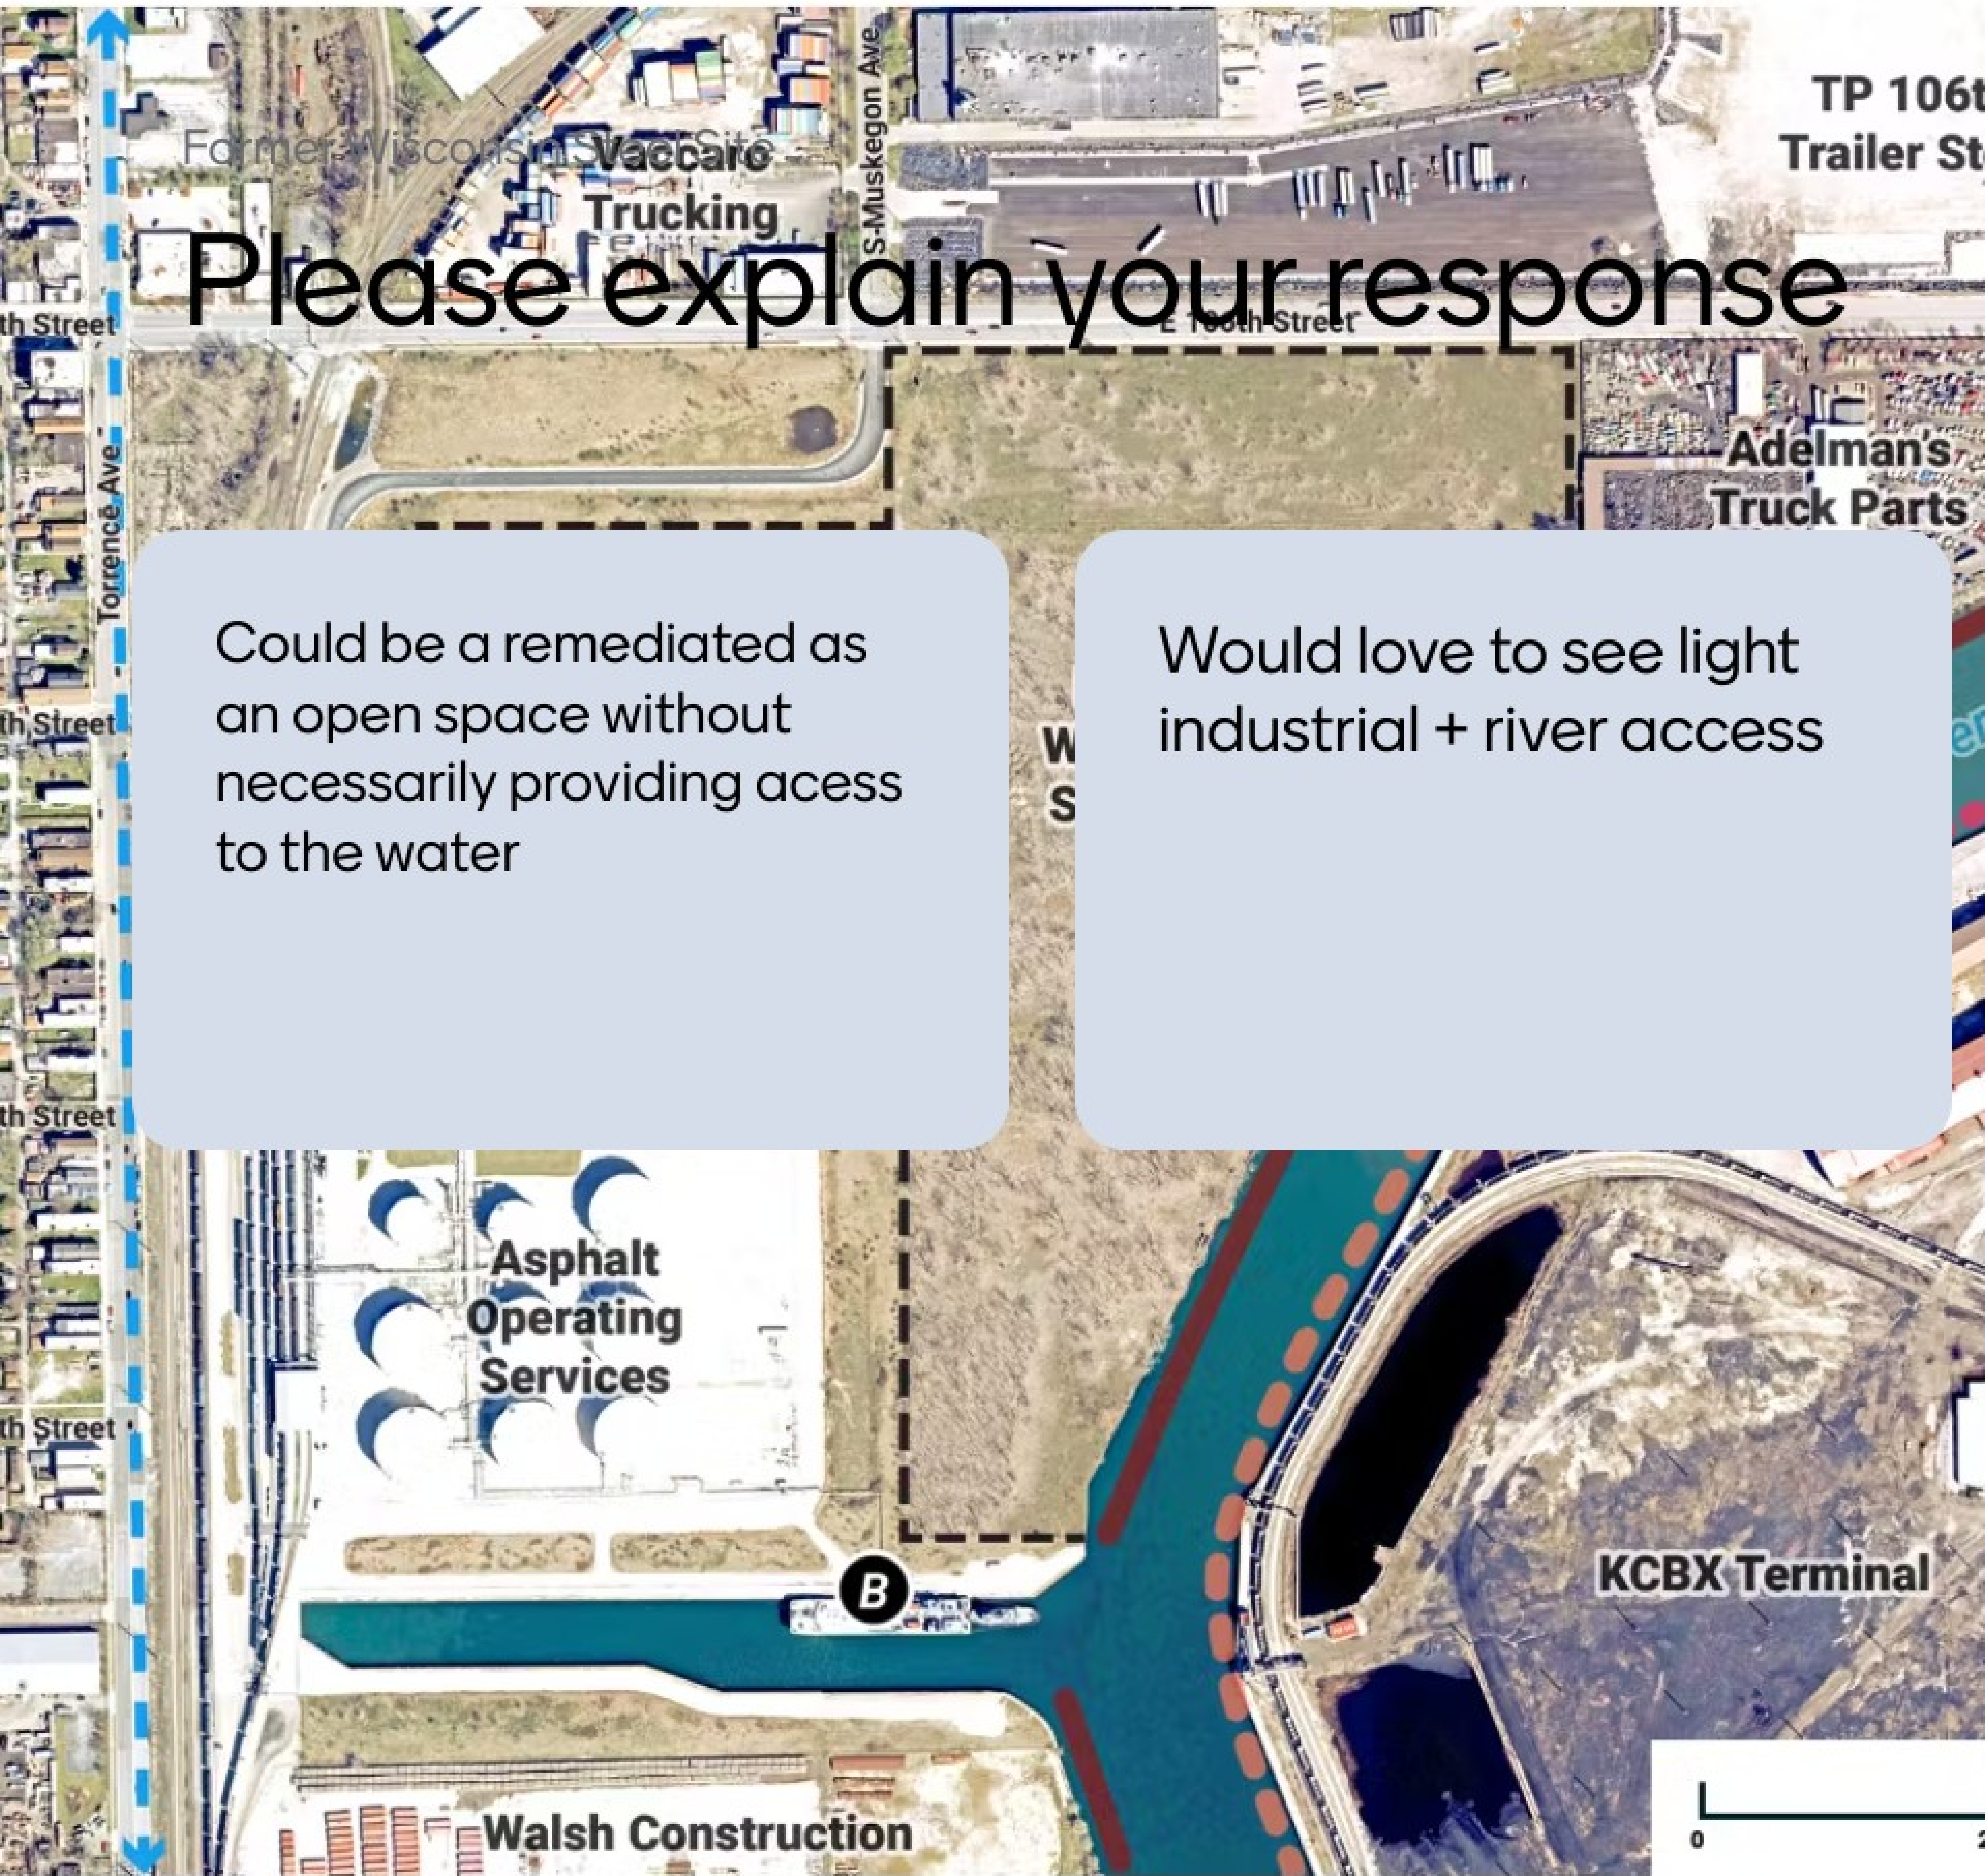 TP 106t
Trailer St
Former Wisconsin Steel Site
Vaccaro
Trucking
S Muskegon Ave
Please explain your response
th Street
E 106th Street
Adelman's
Truck Parts
Torrence Ave
Could be a remediated as
an open space without
necessarily providing acess
to the water
Would love to see light
industrial + river access
th Street
W
S
er
th Street
Asphalt
Operating
Services
th Street
B
KCBX Terminal
Walsh Construction
0
2